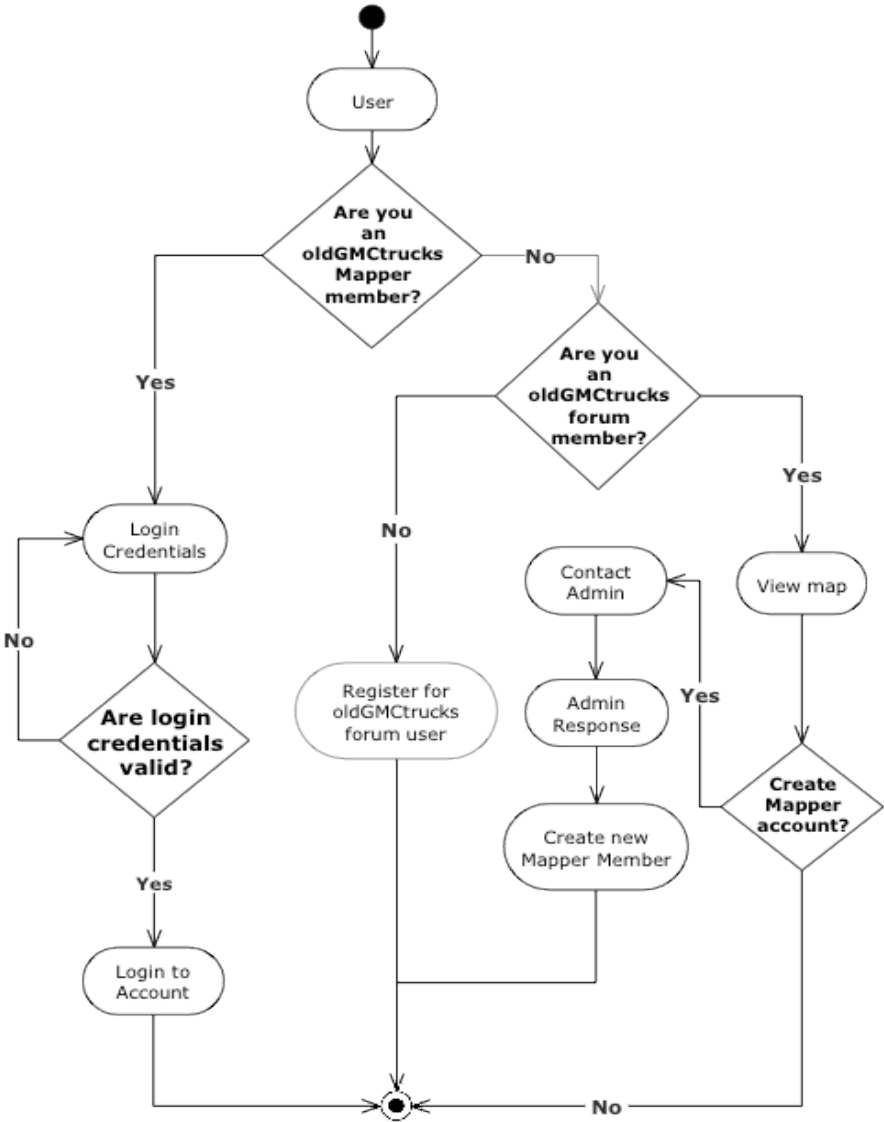 User
Are you
an
oldGMCtrucks
Mapper
member?
No
Are you
an
oldGMCtrucks
forum
member?
Yes
Yes
No
Login
Credentials
Contact
Admin
View map
No
Register for
oldGMCtrucks
forum user
Admin
Response
Yes
Are login
credentials
valid?
Create
Mapper
account?
Create new
Mapper Member
Yes
Login to
Account
No